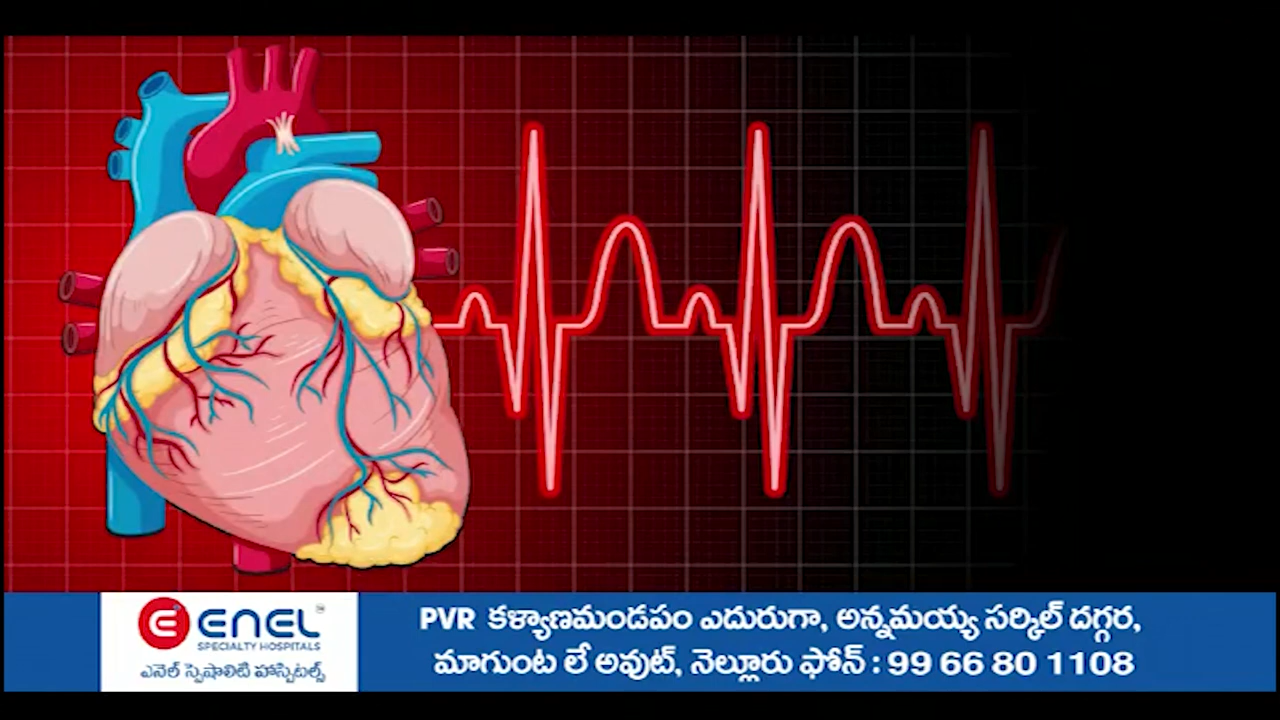 ENEL
SPECIALTY HOSPITALS
ఎనెల్ స్పెషాలిటి హాస్పిటల్స్
PVR కళ్యాణమండపం ఎదురుగా, అన్నమయ్య సర్కిల్ దగ్గర,
మాగుంట లే అవుట్, నెల్లూరు ఫోన్ : 99 66 80 1108